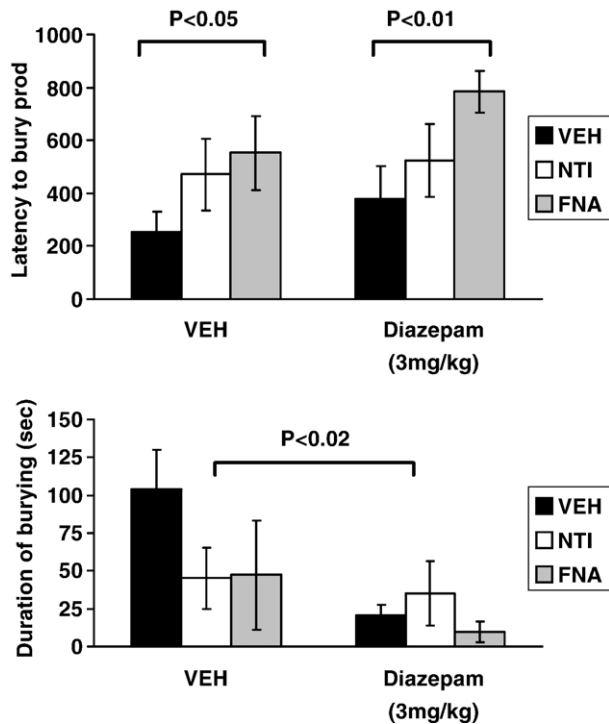 P<0.05
P<0.01
Latency to bury prod
1000
800
600
400
200
0
VEH
Diazepam
(3mg/kg)
VEH
NTI
FNA
P<0.02
Duration of burying (sec)
150
125
100
75
50
25
0
VEH
Diazepam
(3mg/kg)
VEH
NTI
FNA